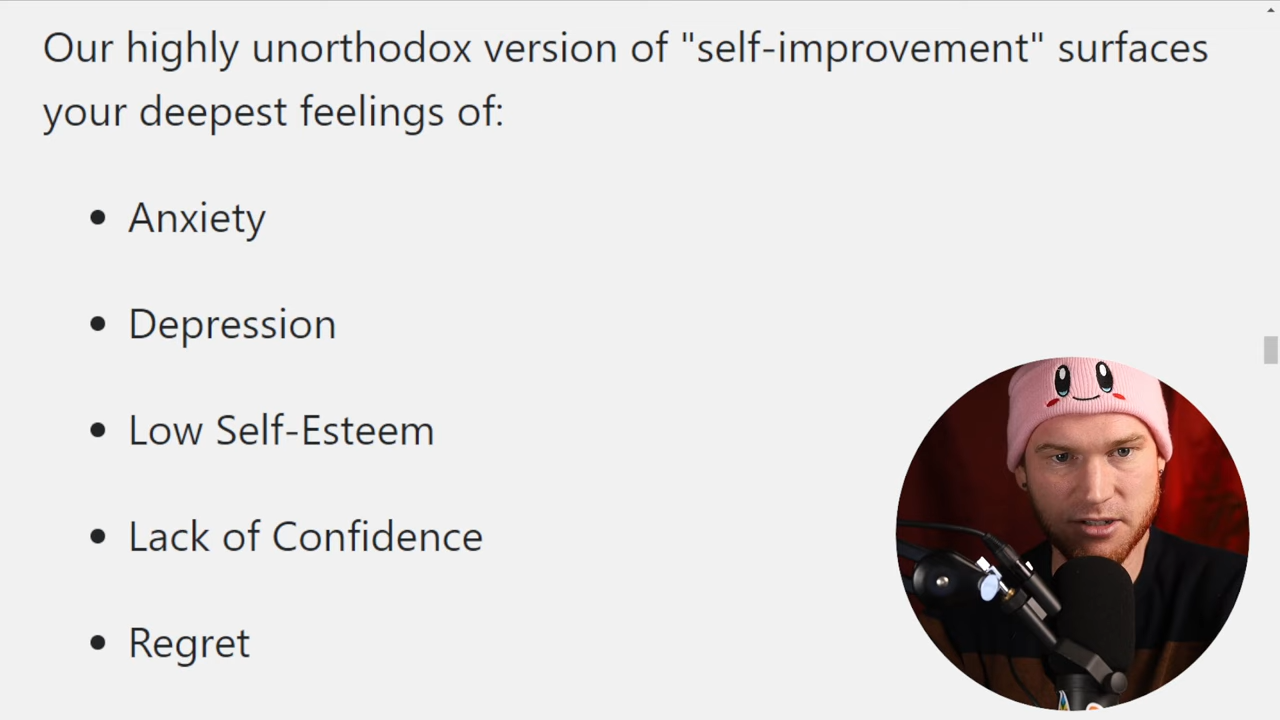 Our highly unorthodox version of "self-improvement" surfaces
your deepest feelings of:
• Anxiety
• Depression
• Low Self-Esteem
• Lack of Confidence
• Regret